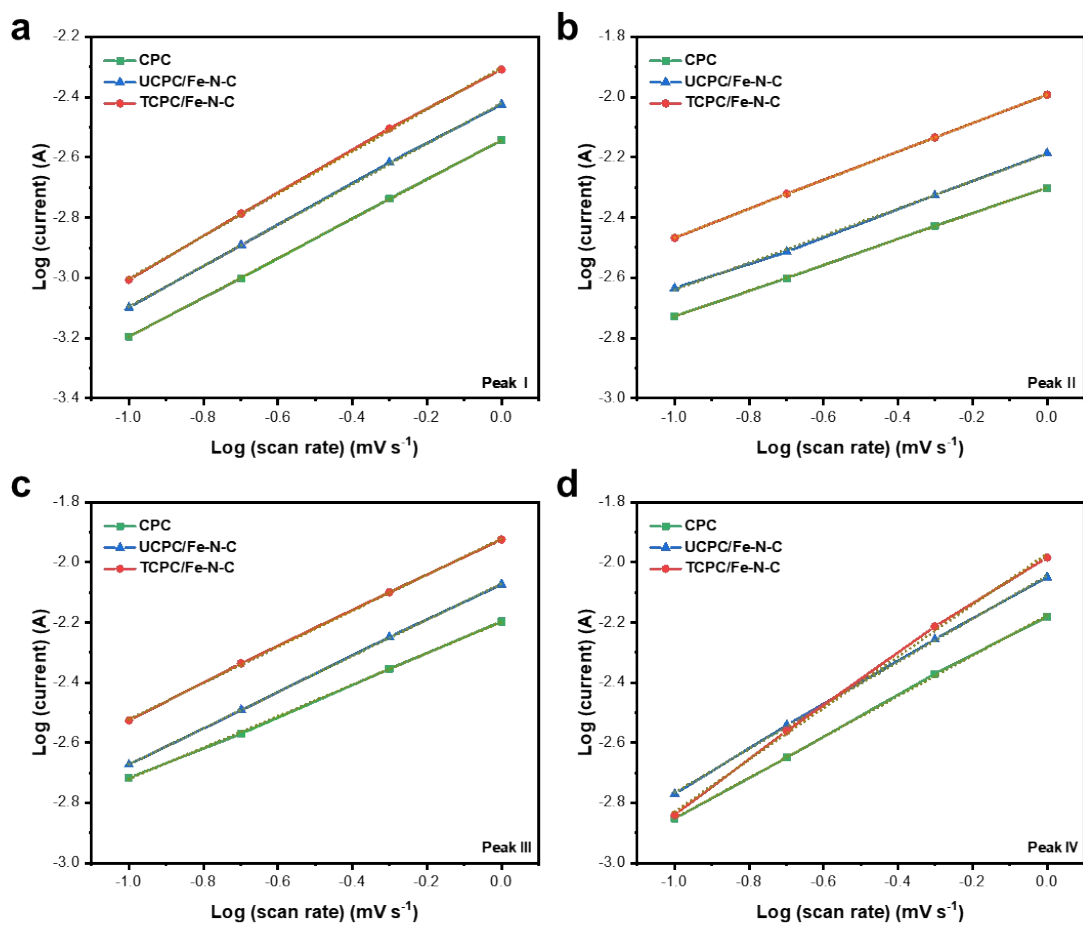 a
-2.2
-2.4
-2.6
-2.8
-3.0
-3.2
-3.4
Log (current) (A)
CPC
UCPC/Fe-N-C
TCPC/Fe-N-C
Peak I
-1.0 -0.8 -0.6 -0.4 -0.2 0.0
Log (scan rate) (mV s⁻¹)
b
-1.8
-2.0
-2.2
-2.4
-2.6
-2.8
-3.0
Log (current) (A)
CPC
UCPC/Fe-N-C
TCPC/Fe-N-C
Peak II
-1.0 -0.8 -0.6 -0.4 -0.2 0.0
Log (scan rate) (mV s⁻¹)
c
-1.8
-2.0
-2.2
-2.4
-2.6
-2.8
-3.0
Log (current) (A)
CPC
UCPC/Fe-N-C
TCPC/Fe-N-C
Peak III
-1.0 -0.8 -0.6 -0.4 -0.2 0.0
Log (scan rate) (mV s⁻¹)
d
-1.8
-2.0
-2.2
-2.4
-2.6
-2.8
-3.0
Log (current) (A)
CPC
UCPC/Fe-N-C
TCPC/Fe-N-C
Peak IV
-1.0 -0.8 -0.6 -0.4 -0.2 0.0
Log (scan rate) (mV s⁻¹)